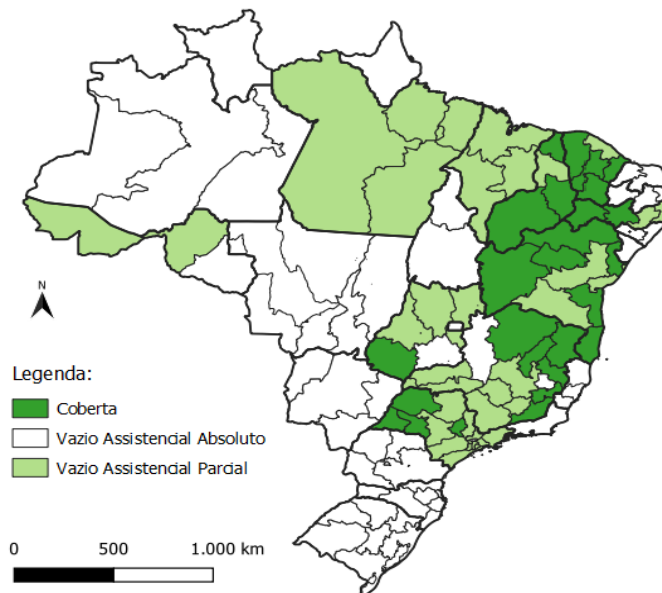 N
Legenda:
Coberta
Vazio Assistencial Absoluto
Vazio Assistencial Parcial
0 500 1.000 km